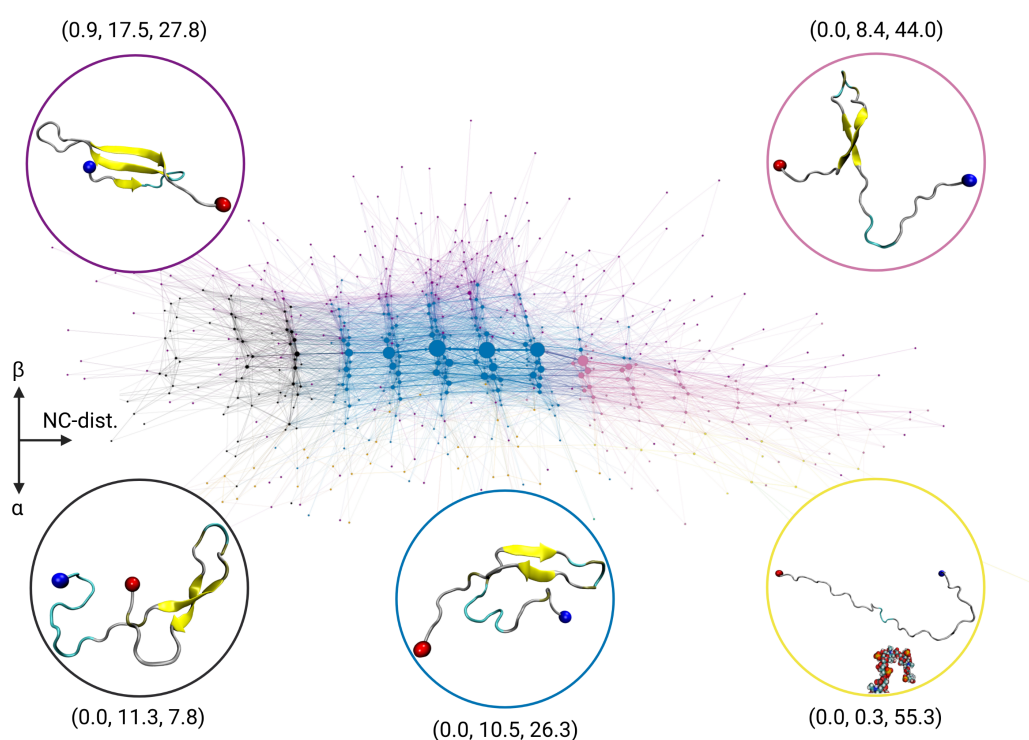 (0.9, 17.5, 27.8)
(0.0, 8.4, 44.0)
β
NC-dist.
α
(0.0, 11.3, 7.8)
(0.0, 10.5, 26.3)
(0.0, 0.3, 55.3)